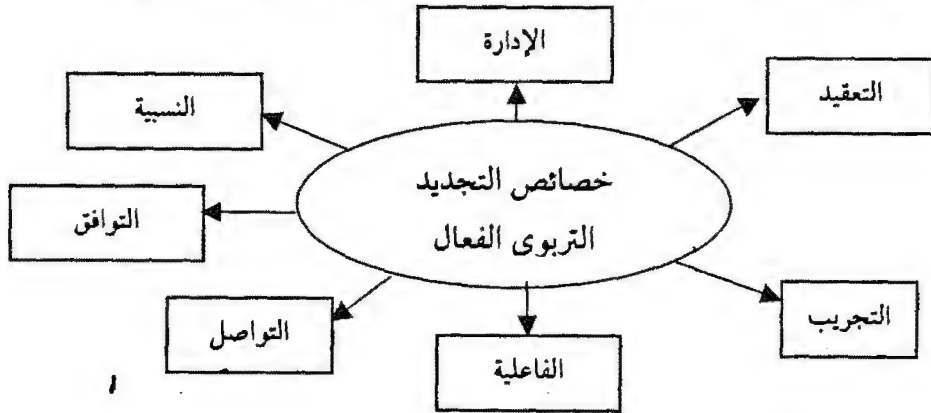 الإدارة
التعقيد
النسبية
خصائص التجديد
التربوى الفعال
التوافق
التجريب
التواصل
الفاعلية